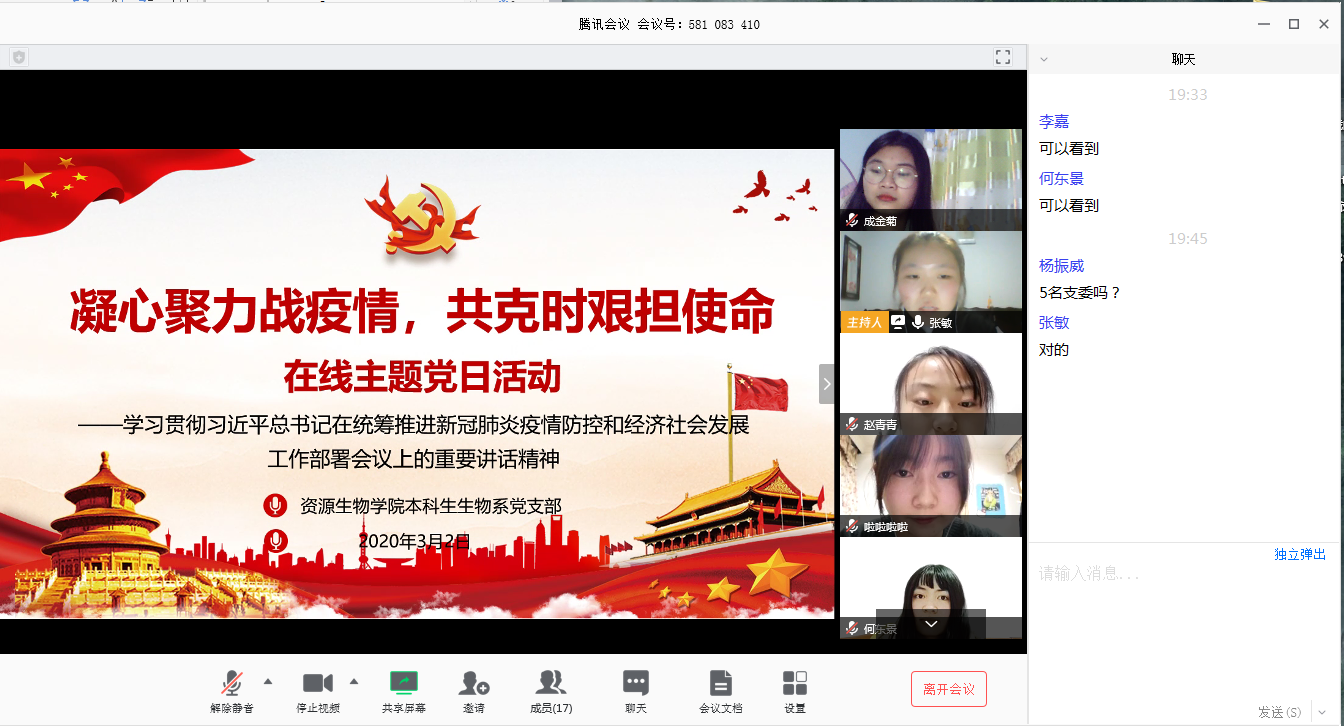 腾讯会议 会议号：581 083 410
聊天
19:33
李嘉
可以看到
何东景
可以看到
19:45
杨振威
5名支委吗？
张敏
对的
独立弹出
请输入消息...
发送(S)
凝心聚力战疫情，共克时艰担使命
在线主题党日活动
——学习贯彻习近平总书记在统筹推进新冠肺炎疫情防控和经济社会发展
工作部署会议上的重要讲话精神
资源生物学院本科生生物系党支部
2020年3月2日
成金菊
主持人 张敏
赵青青
啦啦啦啦
何东景
解除静音
停止视频
共享屏幕
邀请
成员(17)
聊天
会议文档
设置
离开会议